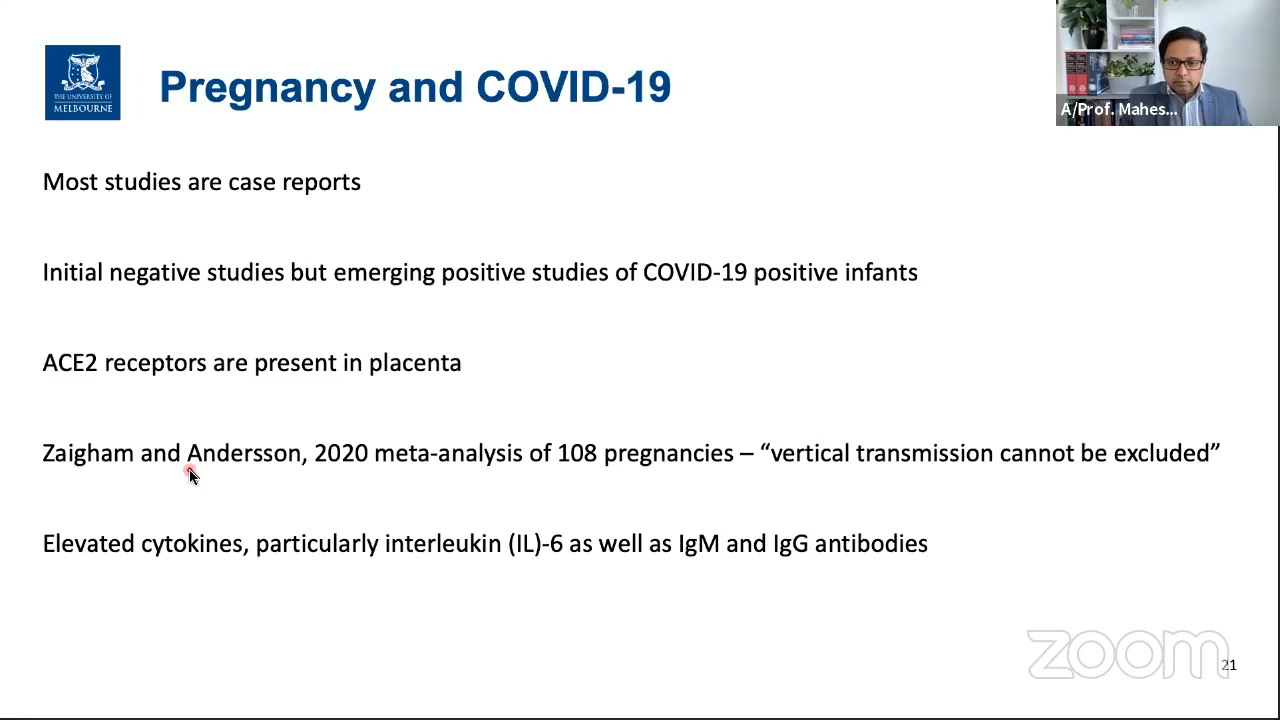 THE UNIVERSITY OF
MELBOURNE
Pregnancy and COVID-19
A/Prof. Mahes...
Most studies are case reports
Initial negative studies but emerging positive studies of COVID-19 positive infants
ACE2 receptors are present in placenta
Zaigham and Andersson, 2020 meta-analysis of 108 pregnancies – “vertical transmission cannot be excluded”
Elevated cytokines, particularly interleukin (IL)-6 as well as IgM and IgG antibodies
zoom
21